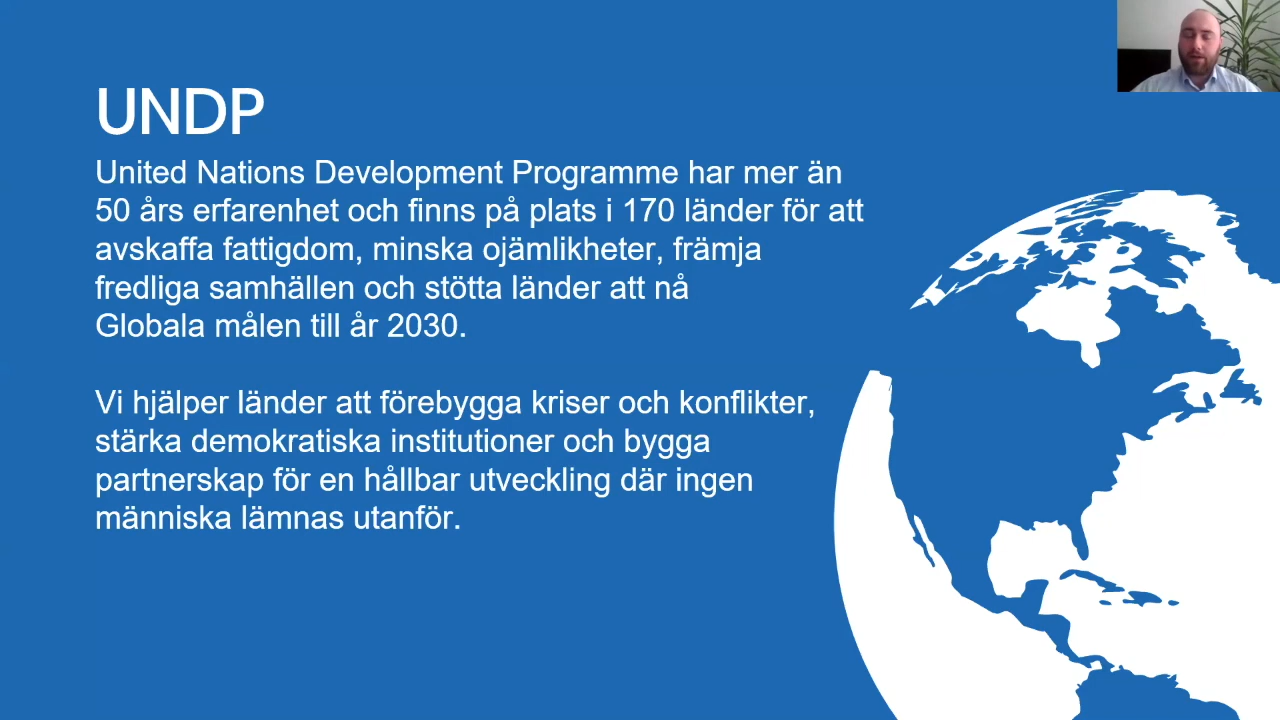 UNDP
United Nations Development Programme har mer än
50 års erfarenhet och finns på plats i 170 länder för att
avskaffa fattigdom, minska ojämlikheter, främja
fredliga samhällen och stötta länder att nå
Globala målen till år 2030.
Vi hjälper länder att förebygga kriser och konflikter,
stärka demokratiska institutioner och bygga
partnerskap för en hållbar utveckling där ingen
människa lämnas utanför.